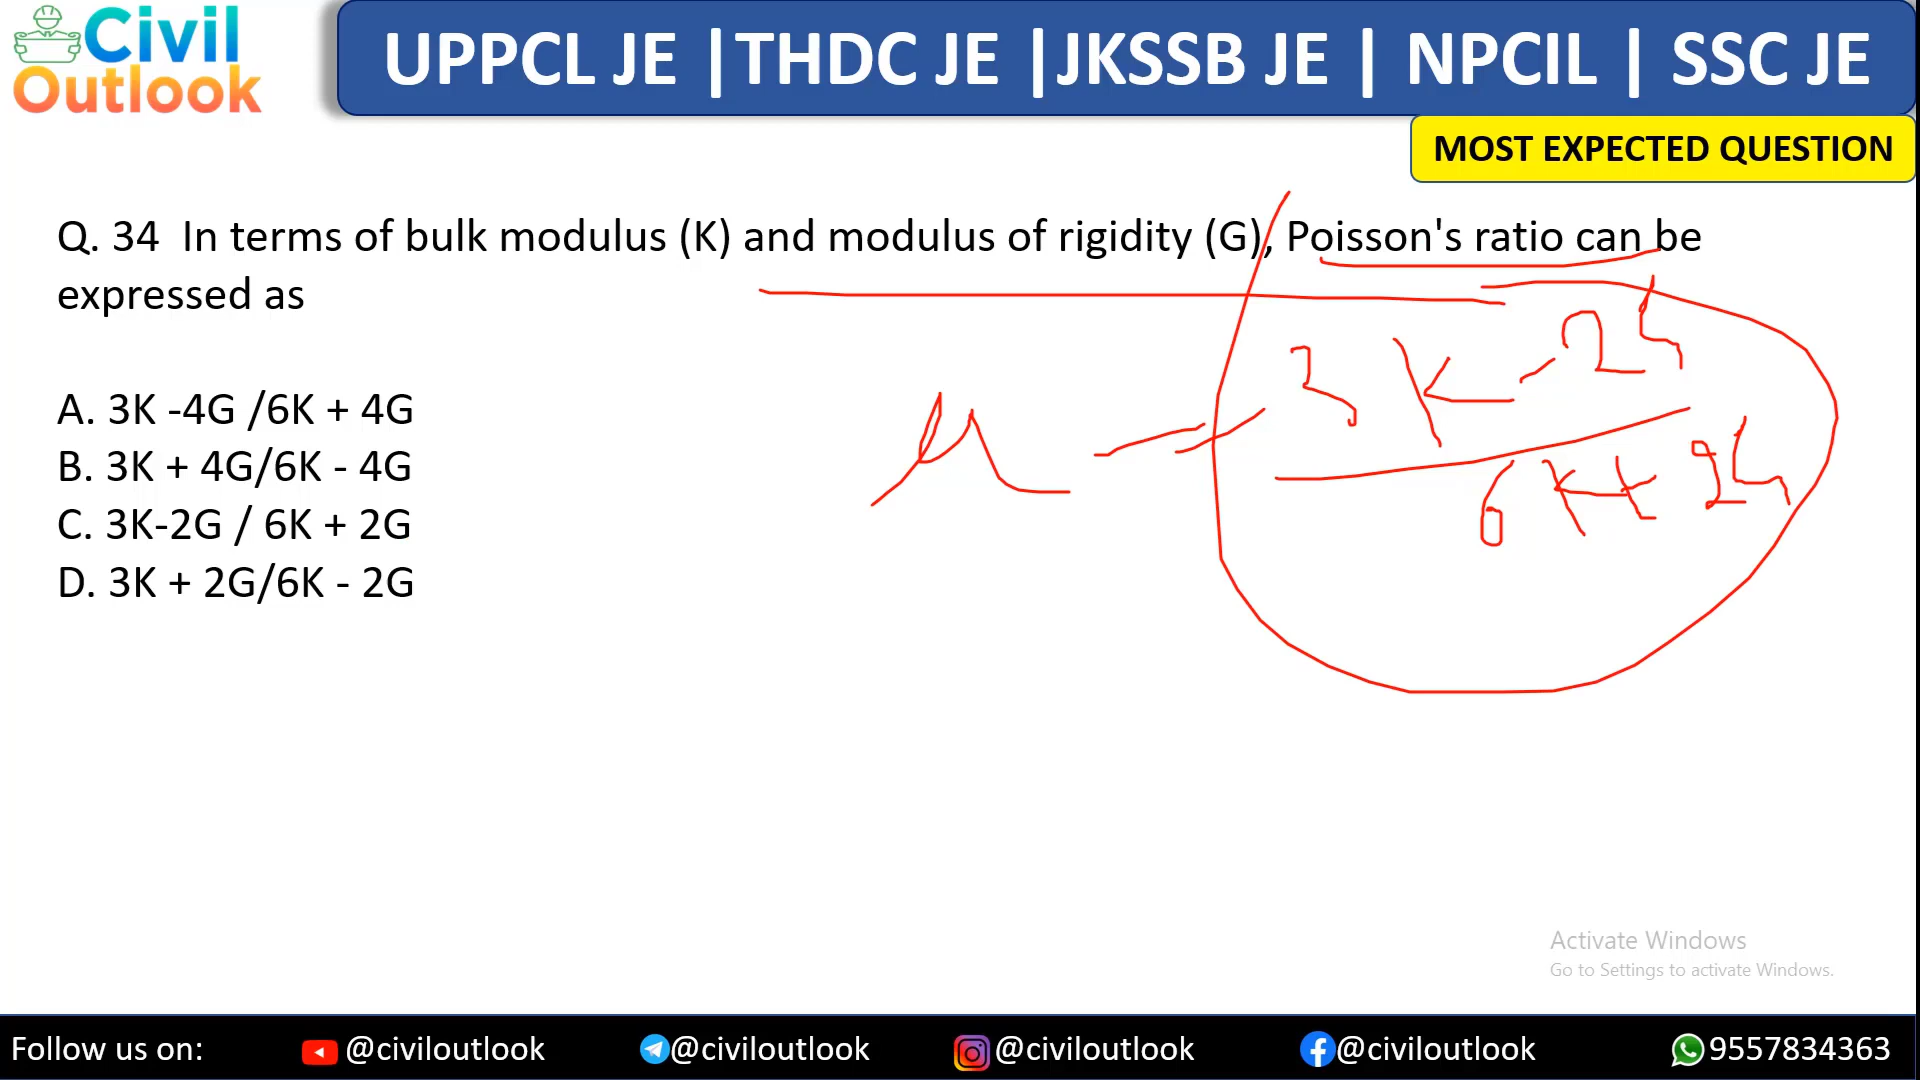 Civil
Outlook
UPPCL JE |THDC JE |JKSSB JE | NPCIL | SSC JE
MOST EXPECTED QUESTION
Q. 34 In terms of bulk modulus (K) and modulus of rigidity (G), Poisson's ratio can be
expressed as
A. 3K -4G /6K + 4G
B. 3K + 4G/6K - 4G
C. 3K-2G / 6K + 2G
D. 3K + 2G/6K - 2G
μ = 3K-2G
6K+2G
Activate Windows
Go to Settings to activate Windows.
Follow us on: @civiloutlook @civiloutlook @civiloutlook @civiloutlook 9557834363